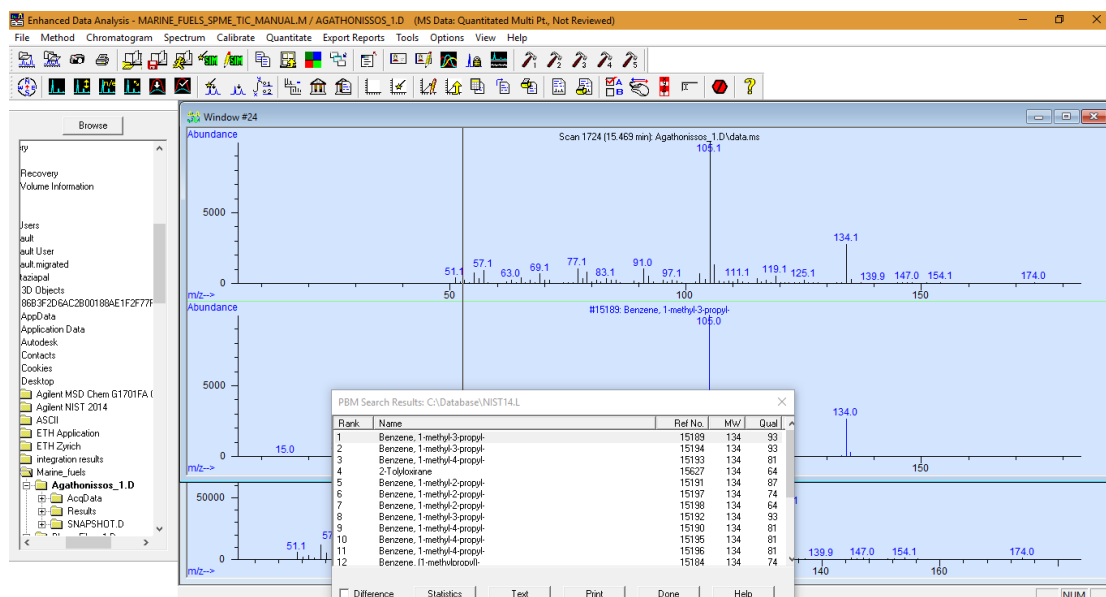 Enhanced Data Analysis - MARINE_FUELS_SPME_TIC_MANUAL.M / AGATHONISSOS_1.D (MS Data: Quantitated Multi Pt., Not Reviewed)
File Method Chromatogram Spectrum Calibrate Quantitate Export Reports Tools Options View Help
Browse
Recovery
Volume Information
Users
ault
ault User
ault.migrated
taziapal
3D Objects
AppData
Application Data
Autodesk
Contacts
Cookies
Desktop
Agilent MSD Chem G1701FA (
Agilent NIST 2014
ASCII
ETH Application
ETH Zyrich
integration results
Marine_fuels
Agathonissos_1.D
AcqData
Results
SNAPSHOT.D
Window #24
Abundance
Scan 1724 (15.469 min): Agathonissos_1.D\data.ms
105.1
5000
134.1
51.1 57.1 63.0 69.1 77.1 83.1 91.0 97.1 111.1 119.1 125.1 139.9 147.0 154.1 174.0
0
m/z--> 50 100 150
Abundance
#15189: Benzene, 1-methyl-3-propyl-
105.0
5000
134.0
15.0
0
m/z--> 150
50000
51.1 57
139.9 147.0 154.1 174.0
0
m/z--> 140 160
PBM Search Results: C:\Database\NIST14.L
Rank Name Ref No. MW Qual
1 Benzene, 1-methyl-3-propyl- 15189 134 93
2 Benzene, 1-methyl-3-propyl- 15194 134 93
3 Benzene, 1-methyl-4-propyl- 15193 134 81
4 2-Tolyloxirane 15627 134 64
5 Benzene, 1-methyl-2-propyl- 15191 134 87
6 Benzene, 1-methyl-2-propyl- 15197 134 74
7 Benzene, 1-methyl-2-propyl- 15198 134 64
8 Benzene, 1-methyl-3-propyl- 15192 134 93
9 Benzene, 1-methyl-4-propyl- 15190 134 81
10 Benzene, 1-methyl-4-propyl- 15195 134 81
11 Benzene, 1-methyl-4-propyl- 15196 134 81
12 Benzene, (1-methylpropyl)- 15184 134 74
Difference Statistics Text Print Done Help
NUM